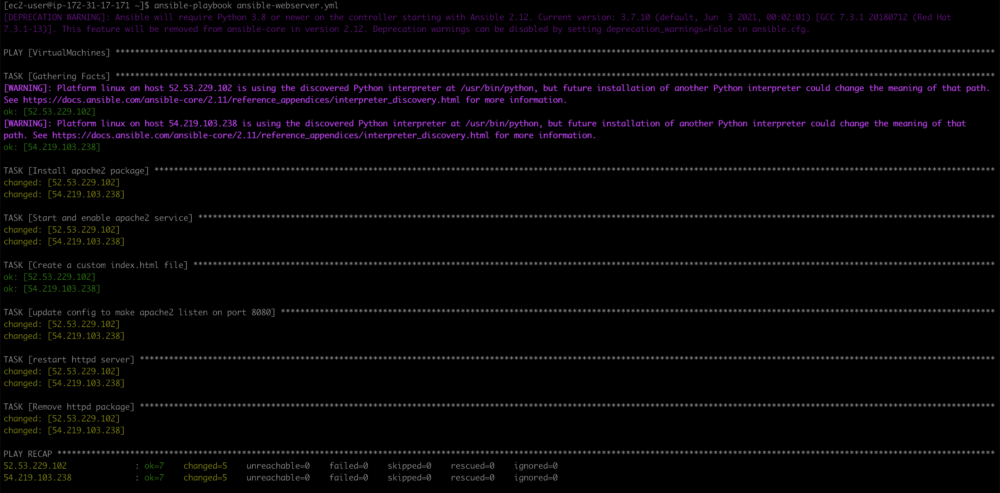 [ec2-user@ip-172-31-17-171 ~]$ ansible-playbook ansible-webserver.yml
[DEPRECATION WARNING]: Ansible will require Python 3.8 or newer on the controller starting with Ansible 2.12. Current version: 3.7.10 (default, Jun  3 2021, 00:02:01) [GCC 7.3.1 20180712 (Red Hat
7.3.1-13)]. This feature will be removed from ansible-core in version 2.12. Deprecation warnings can be disabled by setting deprecation_warnings=False in ansible.cfg.
PLAY [VirtualMachines] *************************************************************************************************************************************************************************************
TASK [Gathering Facts] *************************************************************************************************************************************************************************************
[WARNING]: Platform linux on host 52.53.229.102 is using the discovered Python interpreter at /usr/bin/python, but future installation of another Python interpreter could change the meaning of that path.
See https://docs.ansible.com/ansible-core/2.11/reference_appendices/interpreter_discovery.html for more information.
ok: [52.53.229.102]
[WARNING]: Platform linux on host 54.219.103.238 is using the discovered Python interpreter at /usr/bin/python, but future installation of another Python interpreter could change the meaning of that
path. See https://docs.ansible.com/ansible-core/2.11/reference_appendices/interpreter_discovery.html for more information.
ok: [54.219.103.238]
TASK [Install apache2 package] *****************************************************************************************************************************************************************************
changed: [52.53.229.102]
changed: [54.219.103.238]
TASK [Start and enable apache2 service] ********************************************************************************************************************************************************************
changed: [52.53.229.102]
changed: [54.219.103.238]
TASK [Create a custom index.html file] *********************************************************************************************************************************************************************
ok: [52.53.229.102]
ok: [54.219.103.238]
TASK [update config to make apache2 listen on port 8080] ***************************************************************************************************************************************************
changed: [52.53.229.102]
changed: [54.219.103.238]
TASK [restart httpd server] ********************************************************************************************************************************************************************************
changed: [52.53.229.102]
changed: [54.219.103.238]
TASK [Remove httpd package] ********************************************************************************************************************************************************************************
changed: [52.53.229.102]
changed: [54.219.103.238]
PLAY RECAP *************************************************************************************************************************************************************************************************
52.53.229.102              : ok=7    changed=5    unreachable=0    failed=0    skipped=0    rescued=0    ignored=0
54.219.103.238             : ok=7    changed=5    unreachable=0    failed=0    skipped=0    rescued=0    ignored=0